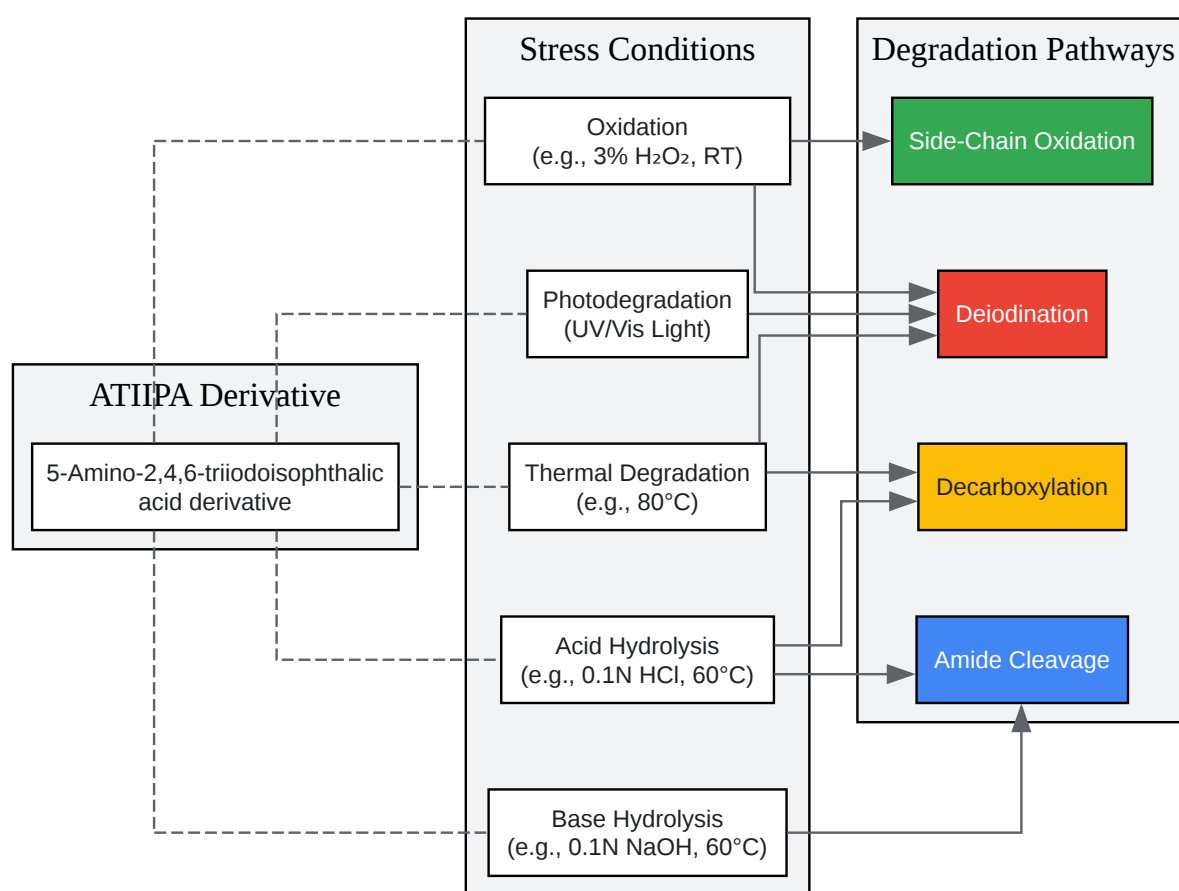 Stress Conditions
Degradation Pathways
Oxidation
(e.g., 3% H₂O₂, RT)
Side-Chain Oxidation
Photodegradation
(UV/Vis Light)
Deiodination
ATIIPA Derivative
5-Amino-2,4,6-triiodoisophthalic
acid derivative
Thermal Degradation
(e.g., 80°C)
Decarboxylation
Acid Hydrolysis
(e.g., 0.1N HCl, 60°C)
Amide Cleavage
Base Hydrolysis
(e.g., 0.1N NaOH, 60°C)